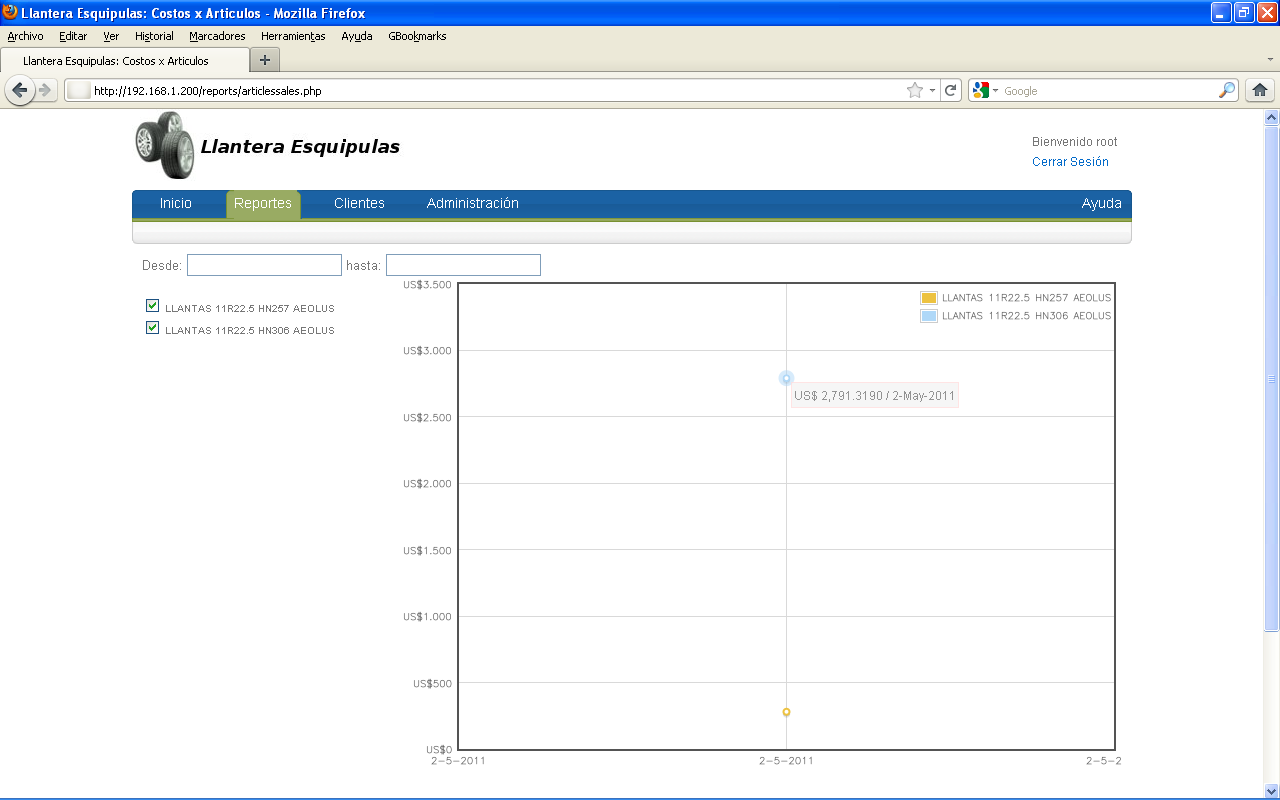 Llantera Esquipulas: Costos x Articulos - Mozilla Firefox
Archivo Editar Ver Historial Marcadores Herramientas Ayuda GBookmarks
Llantera Esquipulas: Costos x Articulos
http://192.168.1.200/reports/articlessales.php
Google
Llantera Esquipulas
Bienvenido root
Cerrar Sesión
Inicio Reportes Clientes Administración Ayuda
Desde: hasta:
LLANTAS 11R22.5 HN257 AEOLUS
LLANTAS 11R22.5 HN306 AEOLUS
US$3.500
US$3.000
US$2.500
US$2.000
US$1.500
US$1.000
US$500
US$0
LLANTAS 11R22.5 HN257 AEOLUS
LLANTAS 11R22.5 HN306 AEOLUS
US$ 2,791.3190 / 2-May-2011
2-5-2011 2-5-2011 2-5-2